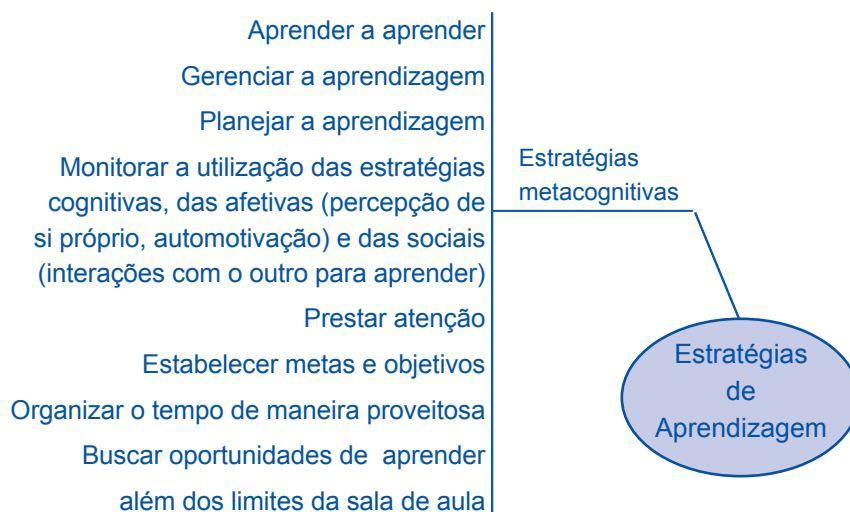 Aprender a aprender
Gerenciar a aprendizagem
Planejar a aprendizagem
Monitorar a utilização das estratégias
cognitivas, das afetivas (percepção de
si próprio, automotivação) e das sociais
(interações com o outro para aprender)
Prestar atenção
Estabelecer metas e objetivos
Organizar o tempo de maneira proveitosa
Buscar oportunidades de aprender
além dos limites da sala de aula
Estratégias
metacognitivas
Estratégias
de
Aprendizagem